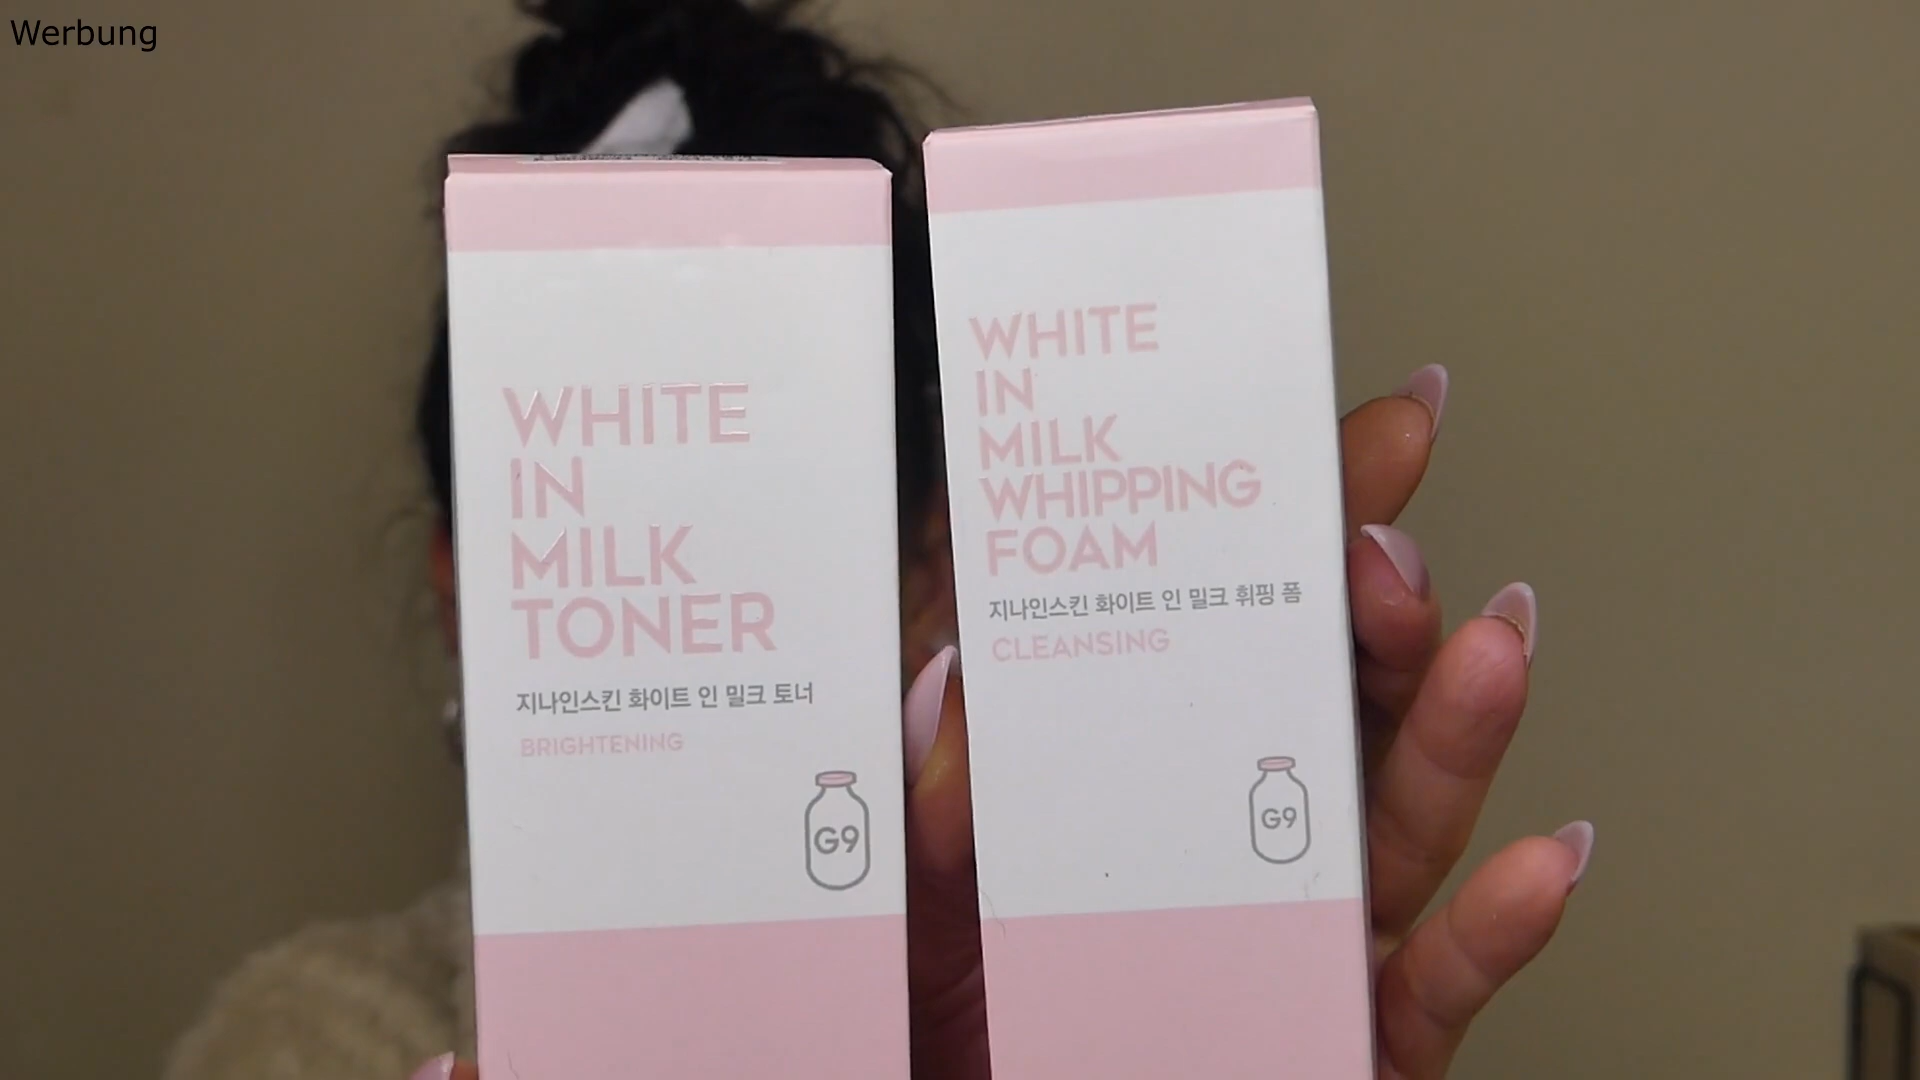 Werbung
WHITE
IN
MILK
TONER
지나인스킨 화이트 인 밀크 토너
BRIGHTENING
G9
WHITE
IN
MILK
WHIPPING
FOAM
지나인스킨 화이트 인 밀크 휘핑 폼
CLEANSING
G9